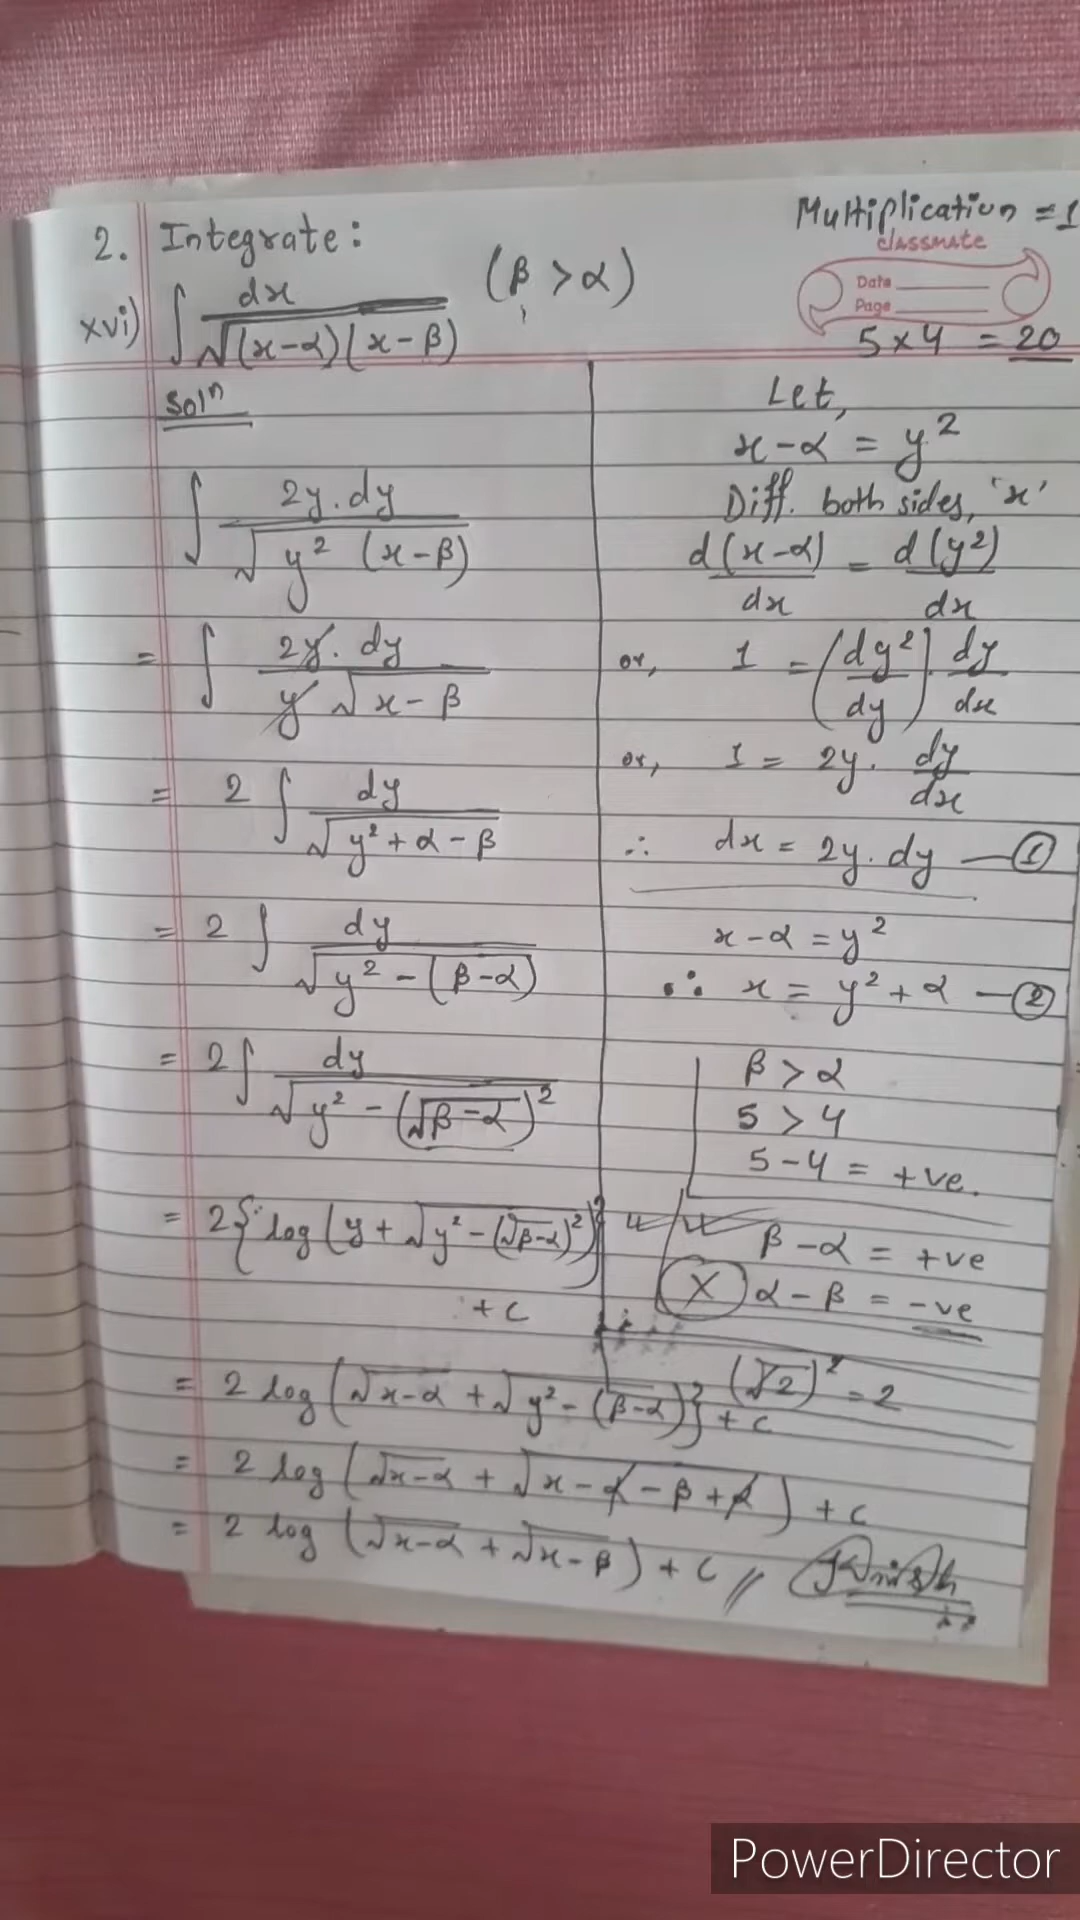 Multiplication = 1
classmate
Date
Page
5 × 4 = 20
2. Integrate:
xvi) ∫ dx / √(x-α)(x-β) (β > α)
Solⁿ
∫ 2y.dy / √y² (x-β)
= ∫ 2y. dy / y √x-β
= 2 ∫ dy / √y²+α-β
= 2 ∫ dy / √y²-(β-α)
= 2 ∫ dy / √y²-(√β-α)²
= 2{log(y+√y²-(√β-α)²)}
+ c
= 2 log(√x-α + √y²-(β-α)} + c
= 2 log(√x-α + √x-α-β+α) + c
= 2 log(√x-α + √x-β) + c //
Let,
x-α = y²
Diff. both sides, 'x'
d(x-α)/dx = d(y²)/dx
or, 1 = (dy²/dy) dy/dx
or, 1 = 2y. dy/dx
∴ dx = 2y.dy — ①
x-α = y²
∴ x = y²+α — ②
β > α
5 > 4
5-4 = +ve.
β-α = +ve
X α-β = -ve
(√2)² = 2
PowerDirector